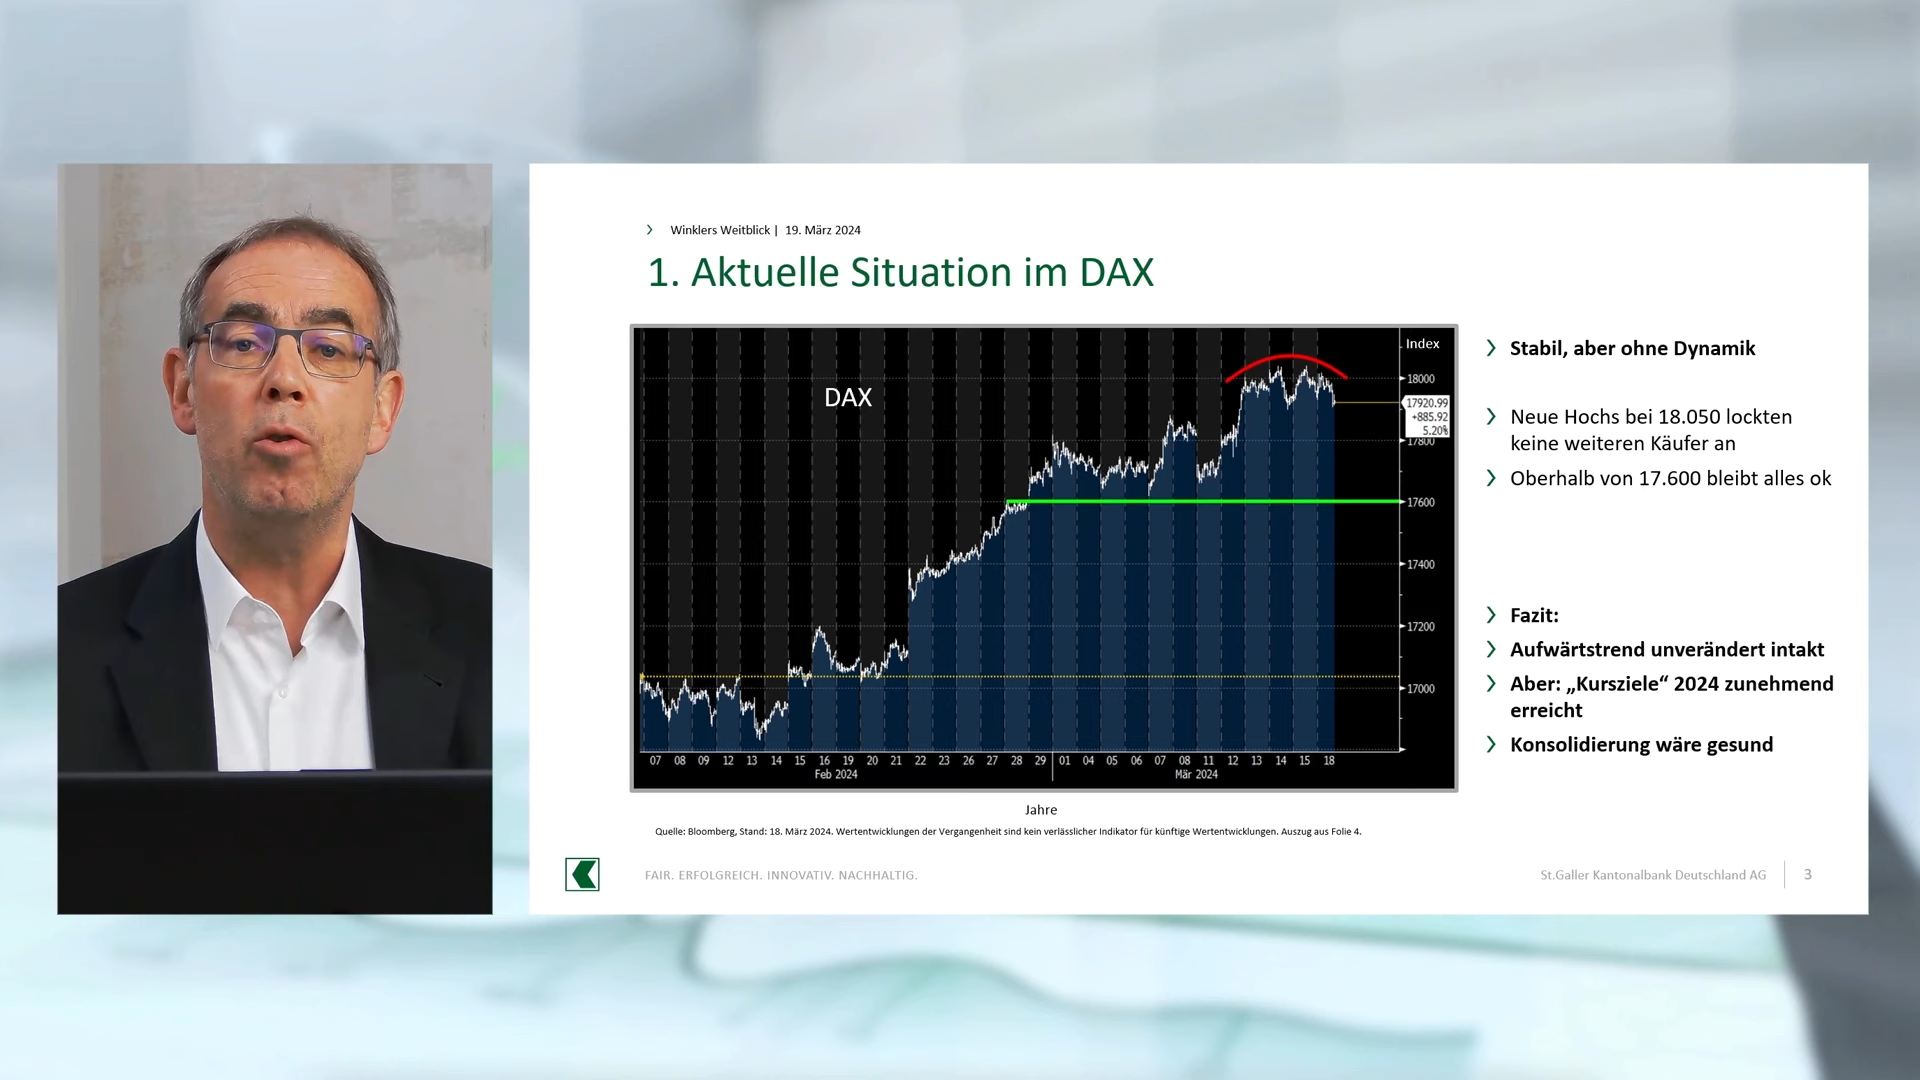 Winklers Weitblick | 19. März 2024
1. Aktuelle Situation im DAX
DAX
Index
18000
17920.99
+885.92
5.20%
17800
17600
17400
17200
17000
07 08 09 12 13 14 15 16 19 20 21 22 23 26 27 28 29 01 04 05 06 07 08 11 12 13 14 15 18
Feb 2024 Mär 2024
Jahre
Quelle: Bloomberg, Stand: 18. März 2024. Wertentwicklungen der Vergangenheit sind kein verlässlicher Indikator für künftige Wertentwicklungen. Auszug aus Folie 4.
Stabil, aber ohne Dynamik
Neue Hochs bei 18.050 lockten
keine weiteren Käufer an
Oberhalb von 17.600 bleibt alles ok
Fazit:
Aufwärtstrend unverändert intakt
Aber: „Kursziele“ 2024 zunehmend
erreicht
Konsolidierung wäre gesund
FAIR. ERFOLGREICH. INNOVATIV. NACHHALTIG.
St.Galler Kantonalbank Deutschland AG 3